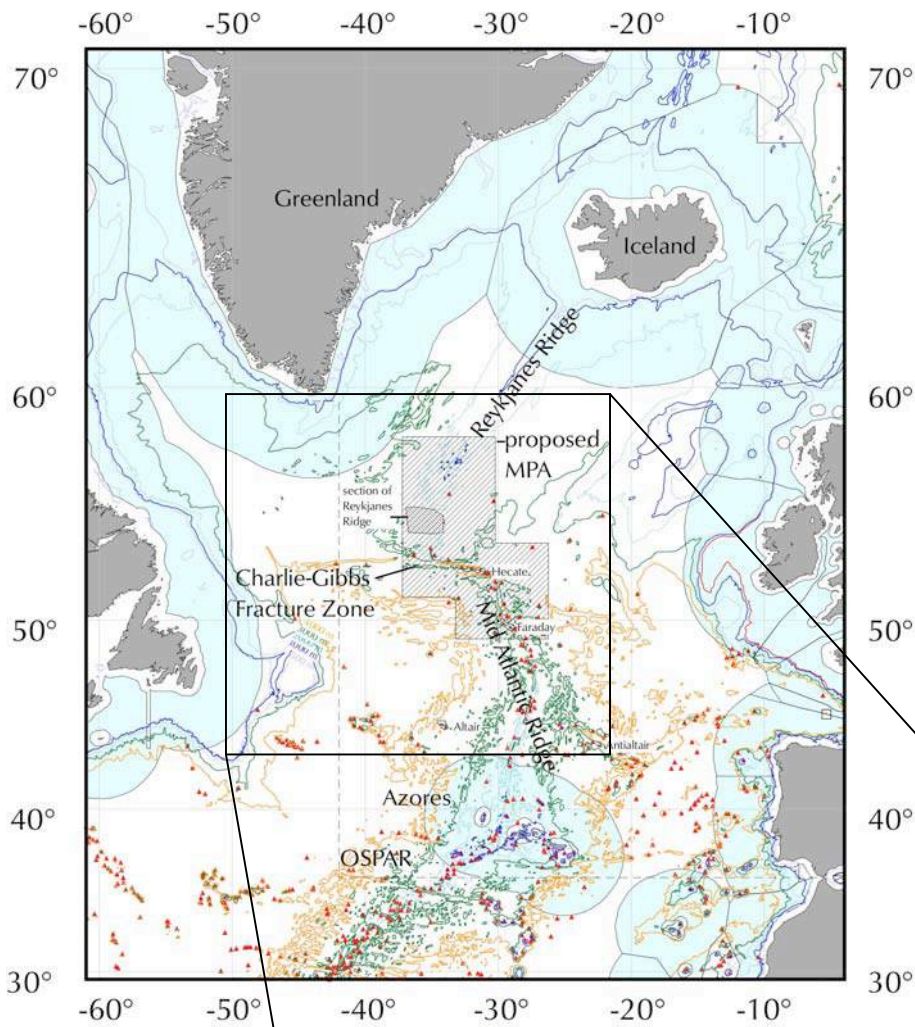 -60° -50° -40° -30° -20° -10°
70° 70°
Greenland
Iceland
Reykjanes Ridge
60° 60°
proposed
MPA
section of
Reykjanes
Ridge
Charlie-Gibbs
Fracture Zone
Hecate
50° 50°
Faraday
Mid Atlantic Ridge
Altair
Antialtair
Azores
40° 40°
OSPAR
30° 30°
-60° -50° -40° -30° -20° -10°